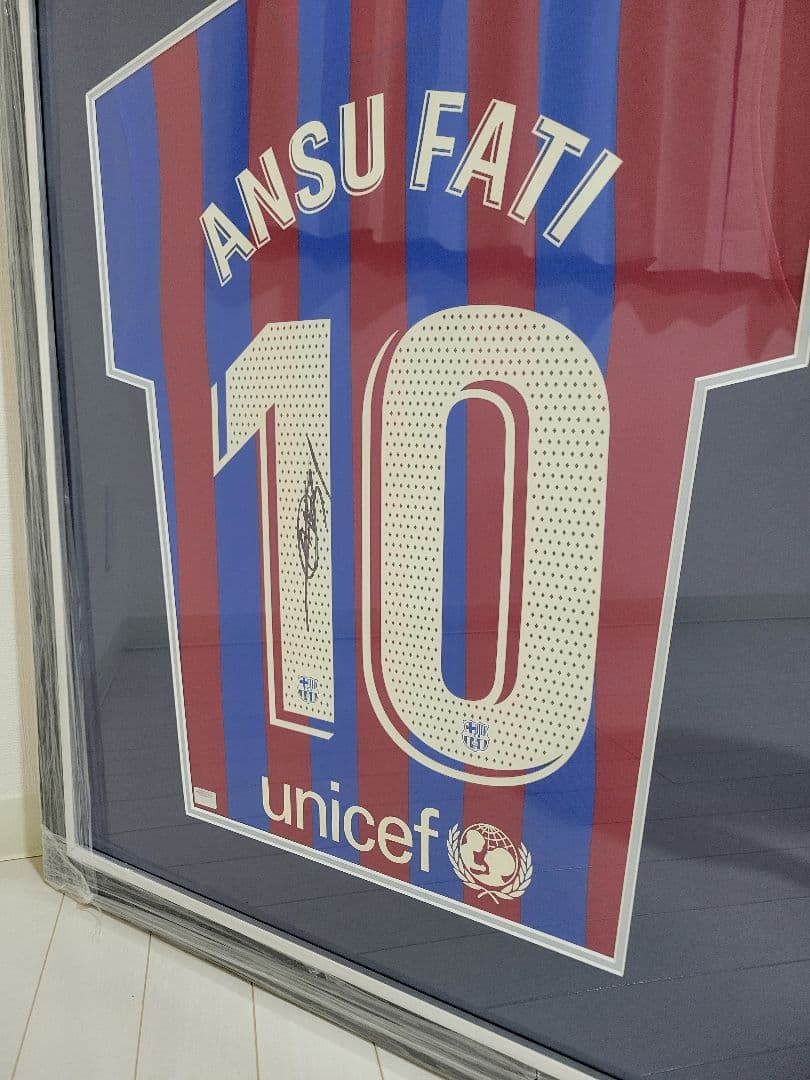 ANSU FATI
10
unicef